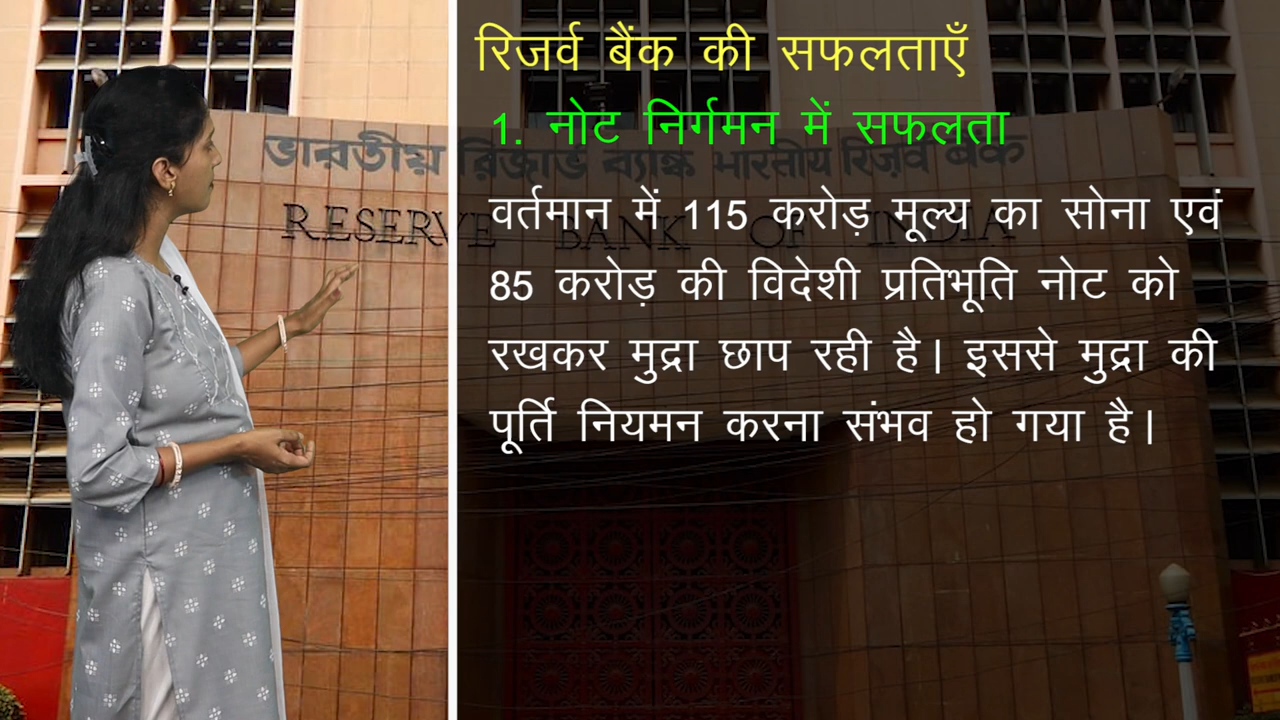 रिजर्व बैंक की सफलताएँ
1. नोट निर्गमन में सफलता
वर्तमान में 115 करोड़ मूल्य का सोना एवं
85 करोड़ की विदेशी प्रतिभूति नोट को
रखकर मुद्रा छाप रही है। इससे मुद्रा की
पूर्ति नियमन करना संभव हो गया है।
ভারতীয় রিজার্ভ ব্যাঙ্ক भारतीय रिज़र्व बैंक
RESERVE BANK OF INDIA